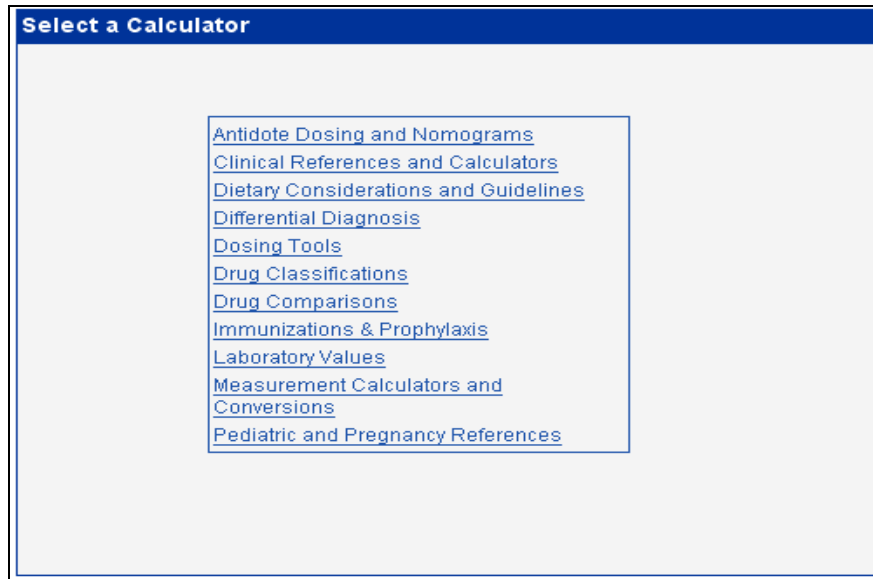 Select a Calculator
Antidote Dosing and Nomograms
Clinical References and Calculators
Dietary Considerations and Guidelines
Differential Diagnosis
Dosing Tools
Drug Classifications
Drug Comparisons
Immunizations & Prophylaxis
Laboratory Values
Measurement Calculators and
Conversions
Pediatric and Pregnancy References